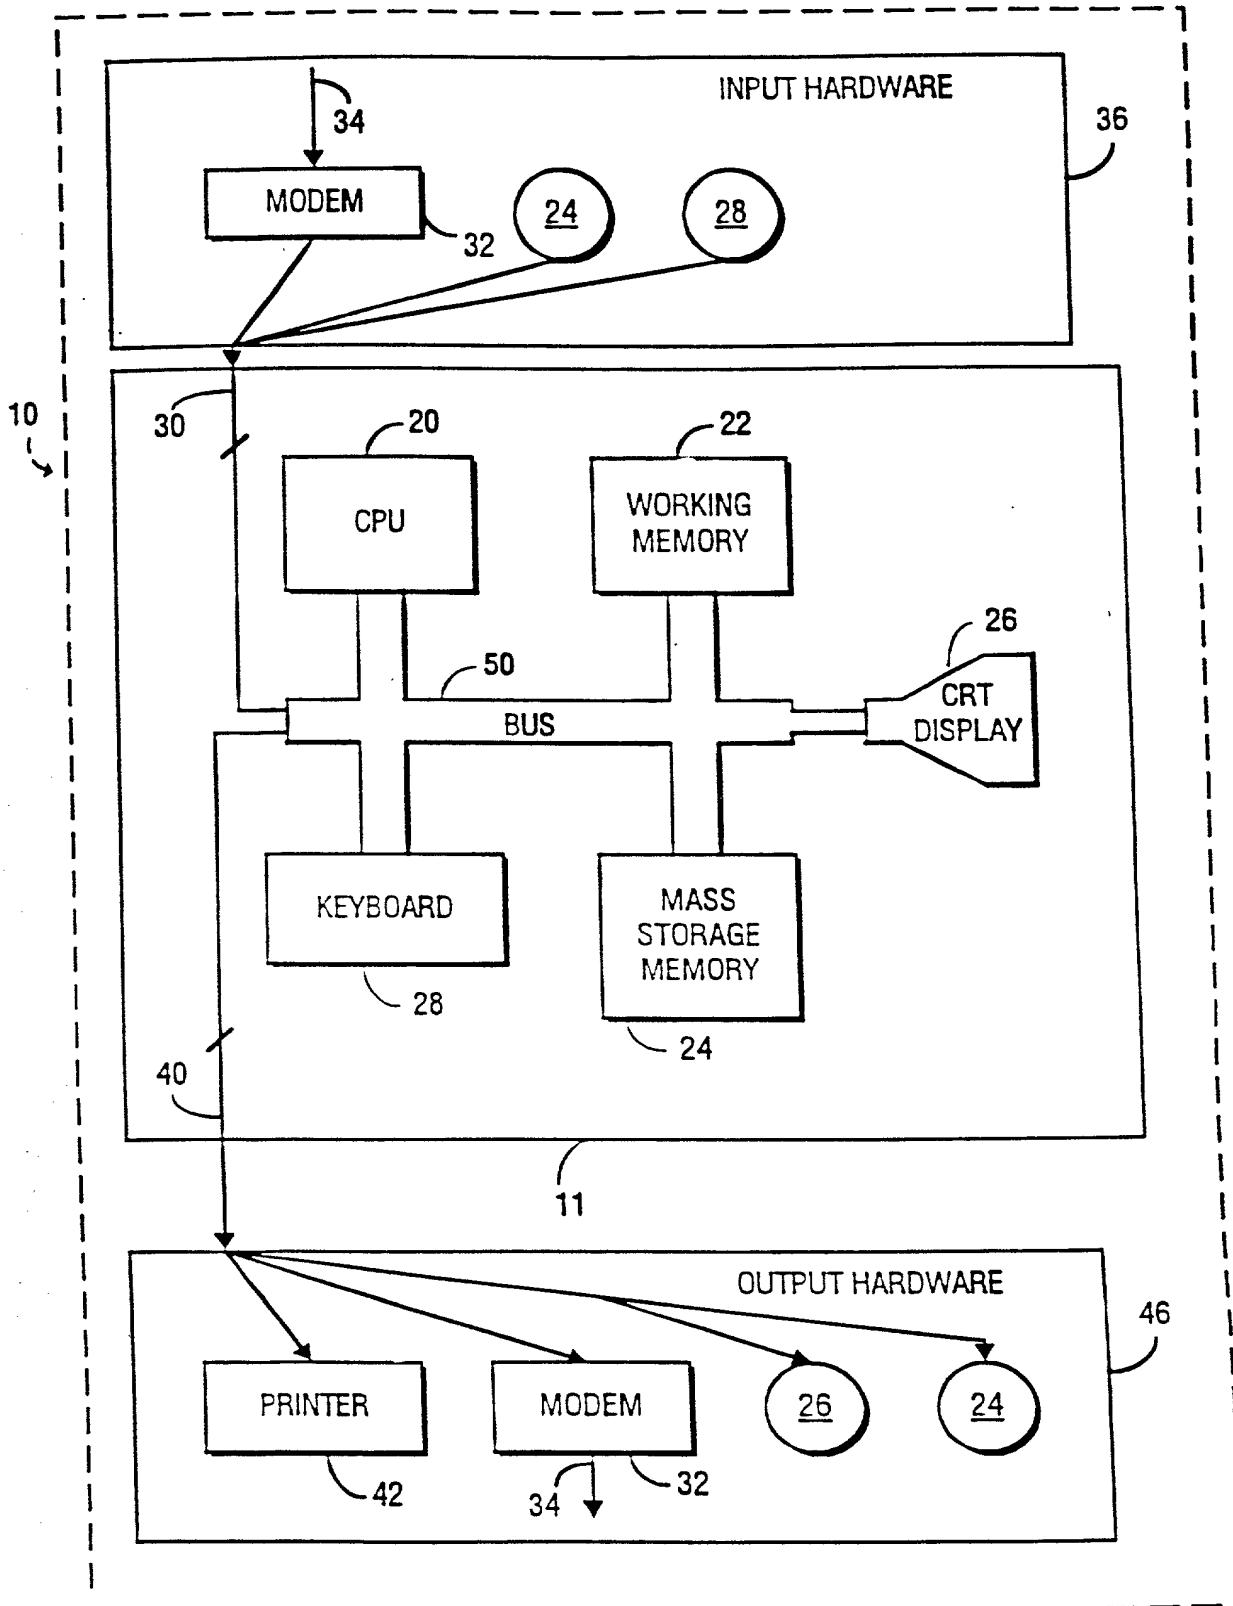 INPUT HARDWARE
34
36
MODEM
32
24
28
10
30
20
22
CPU
WORKING
MEMORY
26
50
BUS
CRT
DISPLAY
KEYBOARD
28
MASS
STORAGE
MEMORY
24
40
11
OUTPUT HARDWARE
46
PRINTER
42
MODEM
34
32
26
24